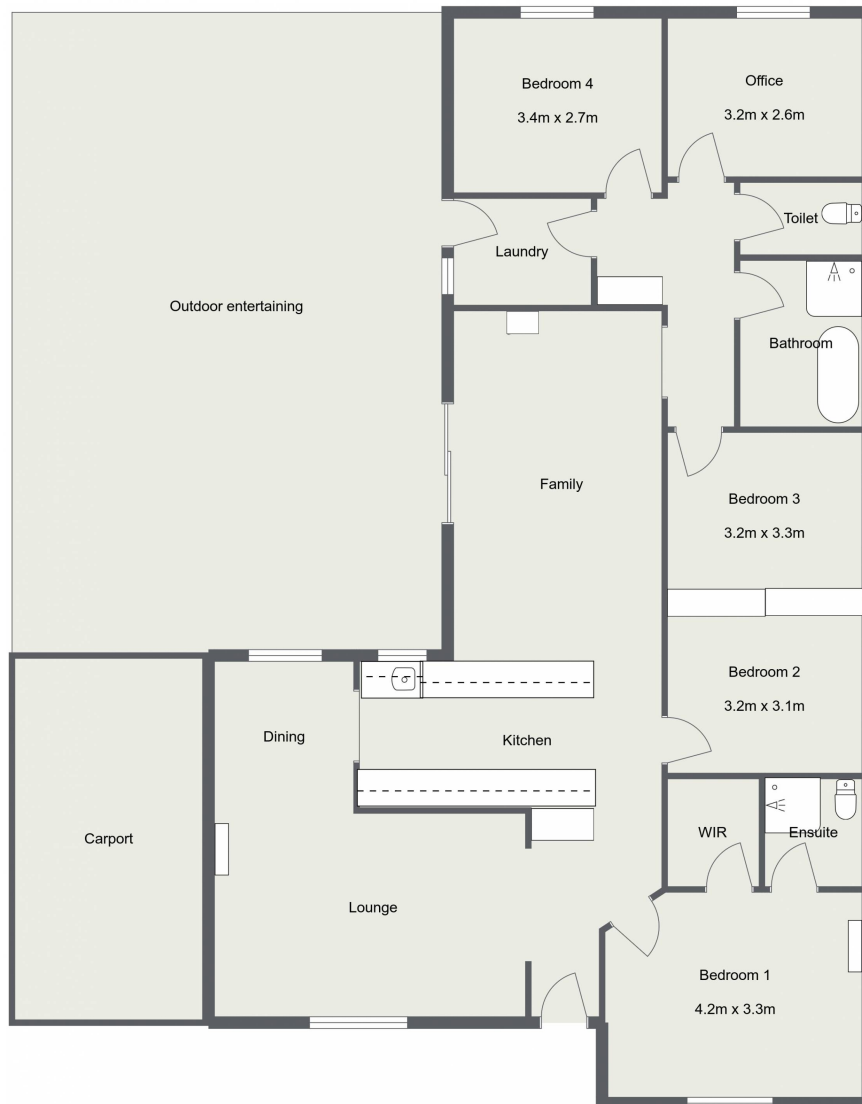 Bedroom 4
3.4m x 2.7m
Office
3.2m x 2.6m
Toilet
Laundry
Outdoor entertaining
Bathroom
Family
Bedroom 3
3.2m x 3.3m
Bedroom 2
3.2m x 3.1m
Dining
Kitchen
Carport
WIR
Ensuite
Lounge
Bedroom 1
4.2m x 3.3m